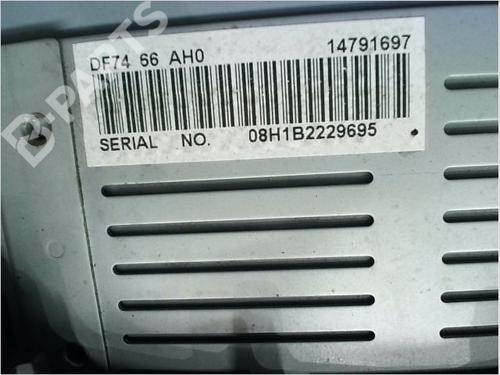 DF74 66 AH0 14791697
SERIAL NO. 08H1B2229695
B-PARTS